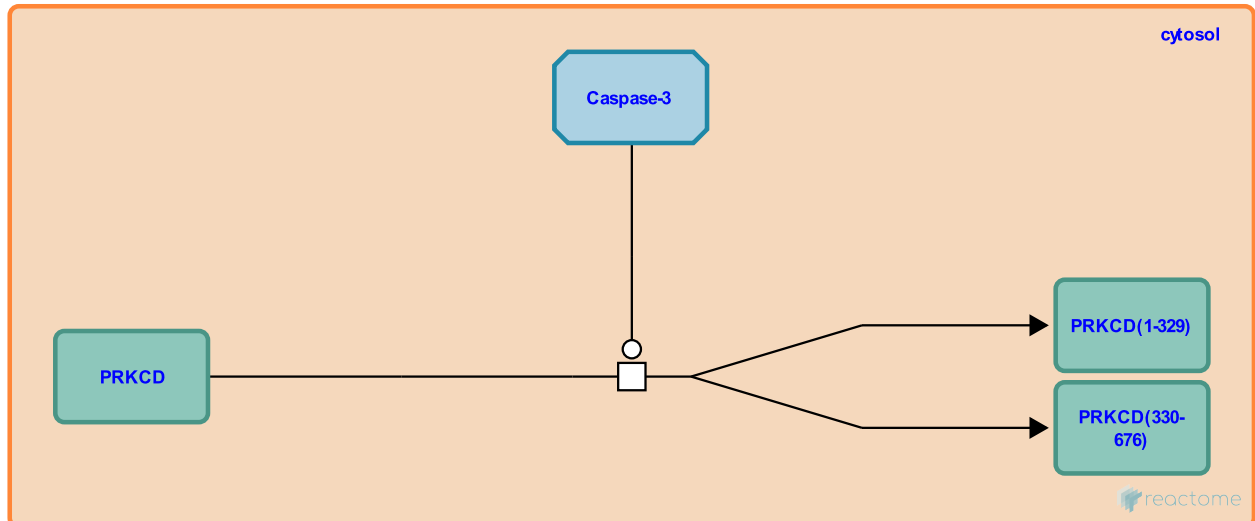 cytosol
Caspase-3
PRKCD
PRKCD(1-329)
PRKCD(330-
676)
reactome